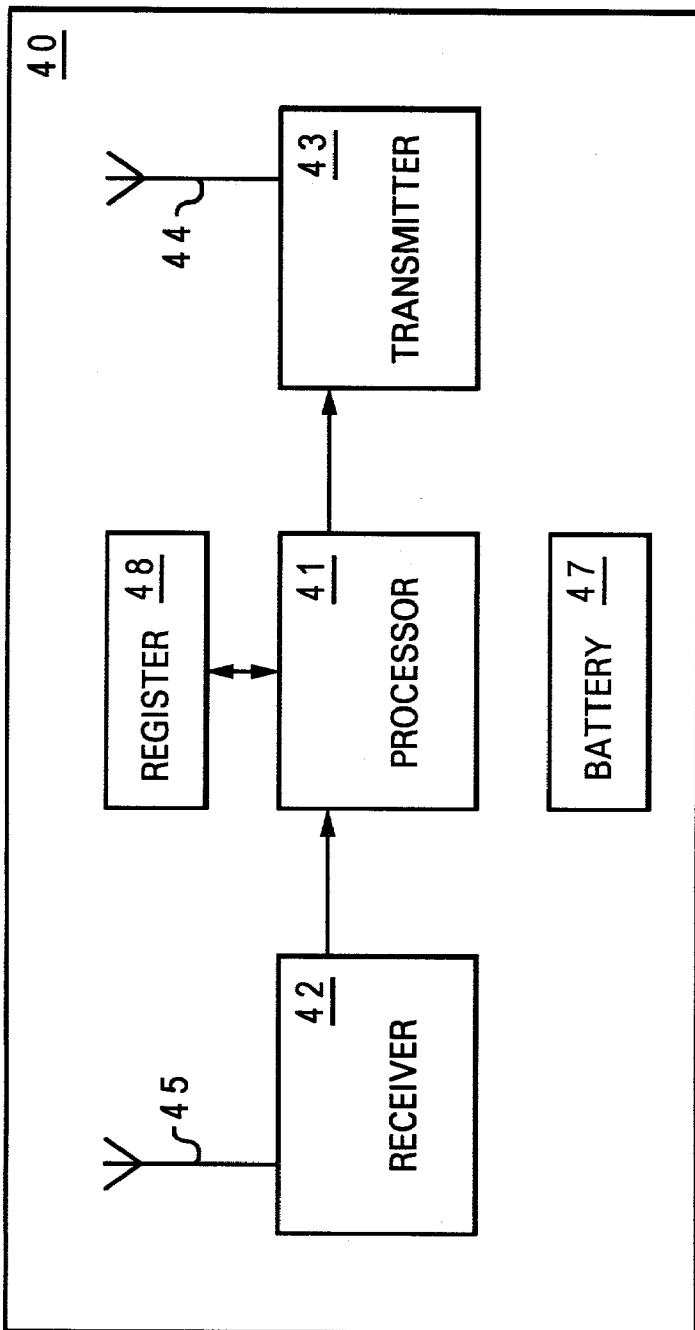 40
45
44
REGISTER 48
42
RECEIVER
41
PROCESSOR
43
TRANSMITTER
BATTERY 47